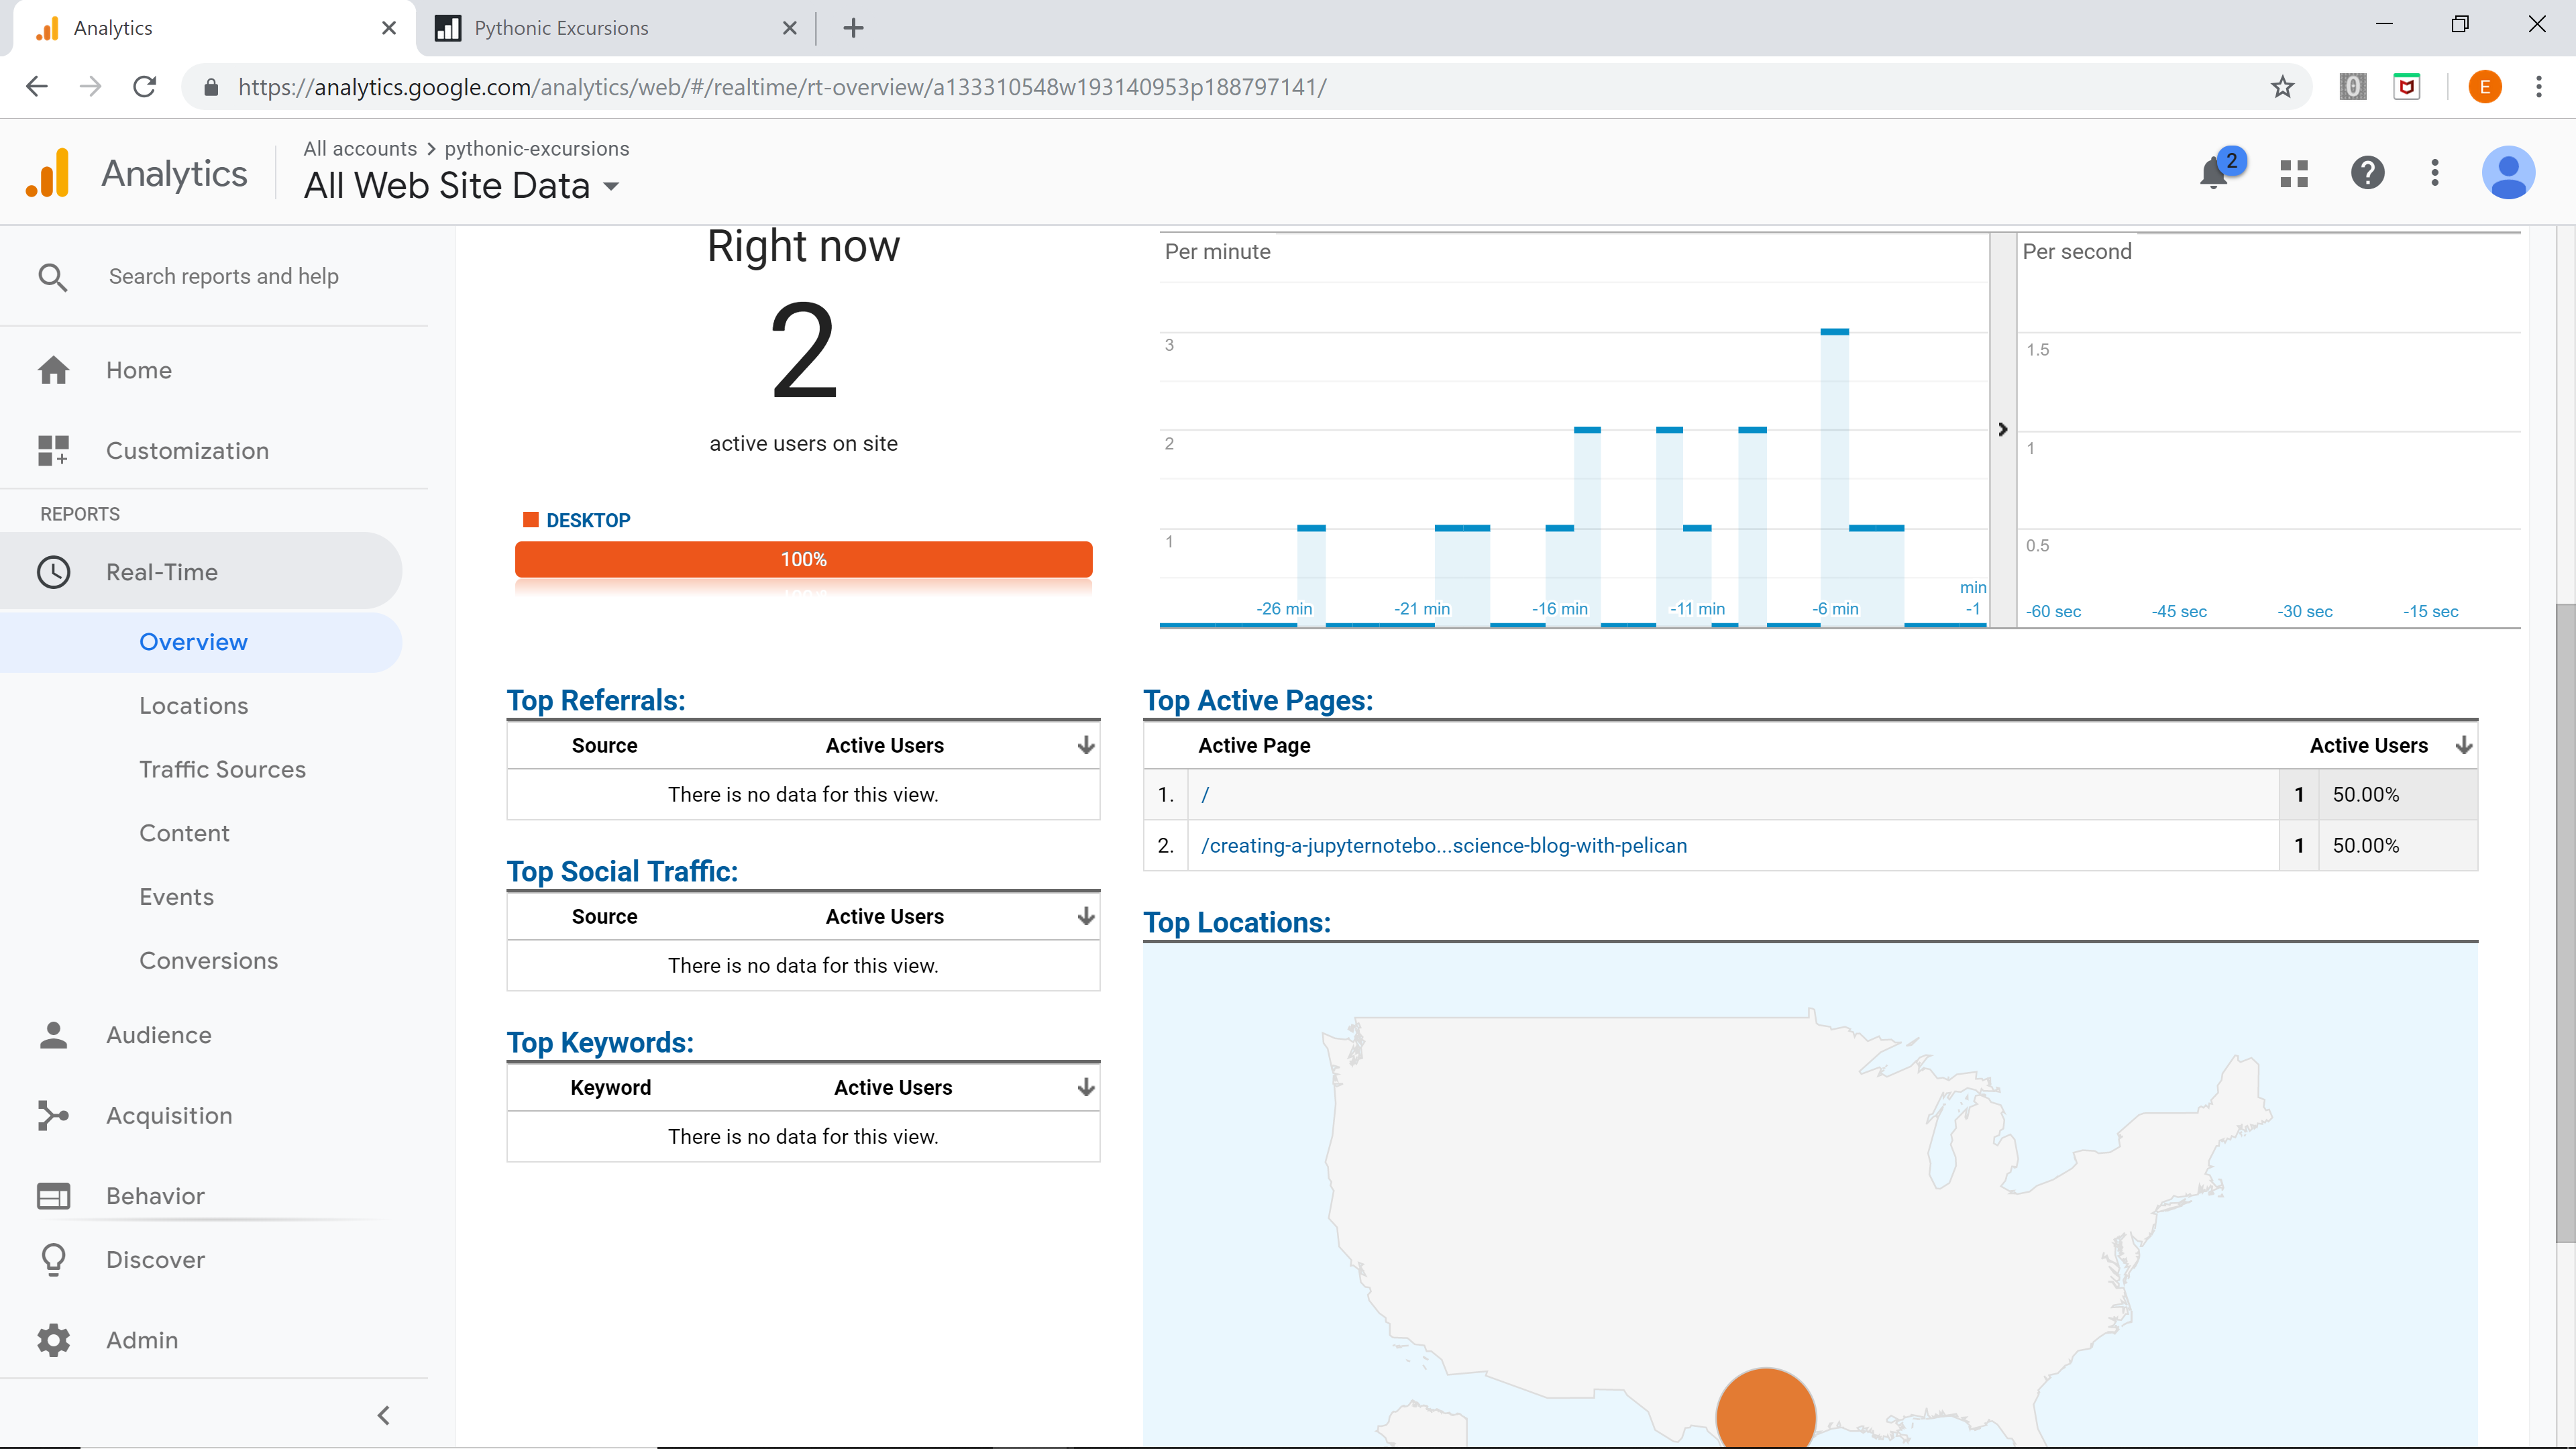 Analytics
Pythonic Excursions
https://analytics.google.com/analytics/web/#/realtime/rt-overview/a133310548w193140953p188797141/
E
Analytics
All accounts > pythonic-excursions
All Web Site Data
2
Search reports and help
Home
Customization
REPORTS
Real-Time
Overview
Locations
Traffic Sources
Content
Events
Conversions
Audience
Acquisition
Behavior
Discover
Admin
Right now
2
active users on site
DESKTOP
100%
Per minute
3
2
1
-26 min
-21 min
-16 min
-11 min
-6 min
min
-1
Per second
1.5
1
0.5
-60 sec
-45 sec
-30 sec
-15 sec
Top Referrals:
Source Active Users
There is no data for this view.
Top Social Traffic:
Source Active Users
There is no data for this view.
Top Keywords:
Keyword Active Users
There is no data for this view.
Top Active Pages:
Active Page Active Users
1. / 1 50.00%
2. /creating-a-jupyternotebo...science-blog-with-pelican 1 50.00%
Top Locations: